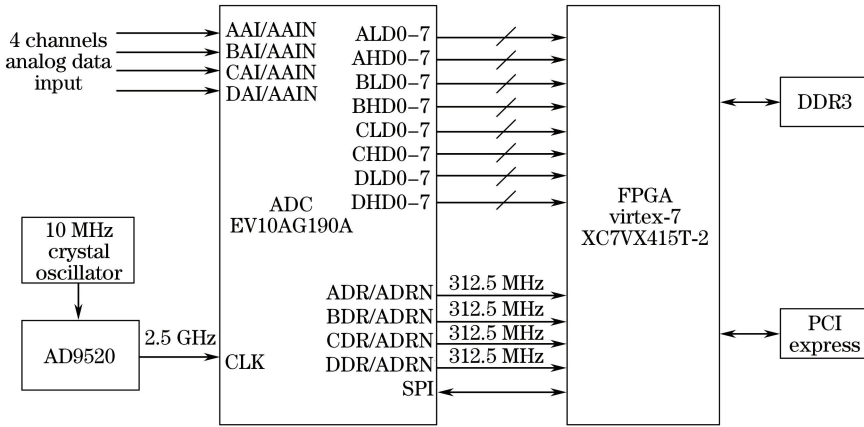 4 channels
analog data
input
AAI/AAIN
BAI/AAIN
CAI/AAIN
DAI/AAIN
ALD0-7
AHD0-7
BLD0-7
BHD0-7
CLD0-7
CHD0-7
DLD0-7
DHD0-7
ADC
EV10AG190A
10 MHz
crystal
oscillator
AD9520
2.5 GHz
CLK
ADR/ADRN
BDR/ADRN
CDR/ADRN
DDR/ADRN
SPI
312.5 MHz
312.5 MHz
312.5 MHz
312.5 MHz
FPGA
virtex-7
XC7VX415T-2
DDR3
PCI
express